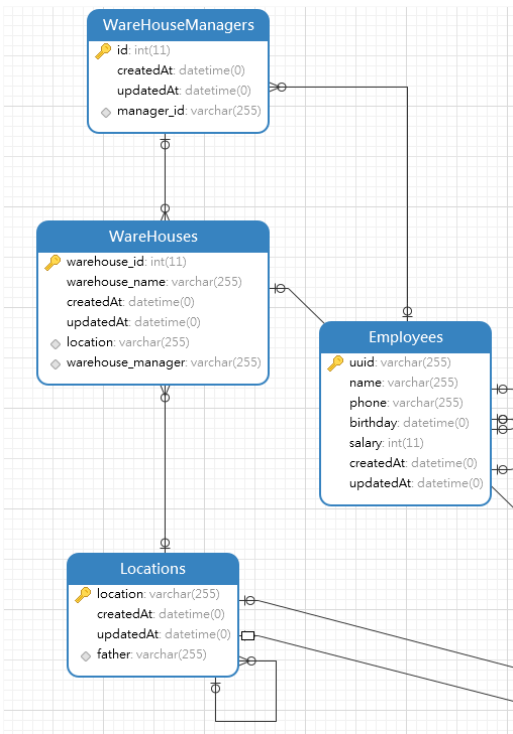 WareHouseManagers
id: int(11)
createdAt: datetime(0)
updatedAt: datetime(0)
manager_id: varchar(255)
WareHouses
warehouse_id: int(11)
warehouse_name: varchar(255)
createdAt: datetime(0)
updatedAt: datetime(0)
location: varchar(255)
warehouse_manager: varchar(255)
Employees
uuid: varchar(255)
name: varchar(255)
phone: varchar(255)
birthday: datetime(0)
salary: int(11)
createdAt: datetime(0)
updatedAt: datetime(0)
Locations
location: varchar(255)
createdAt: datetime(0)
updatedAt: datetime(0)
father: varchar(255)